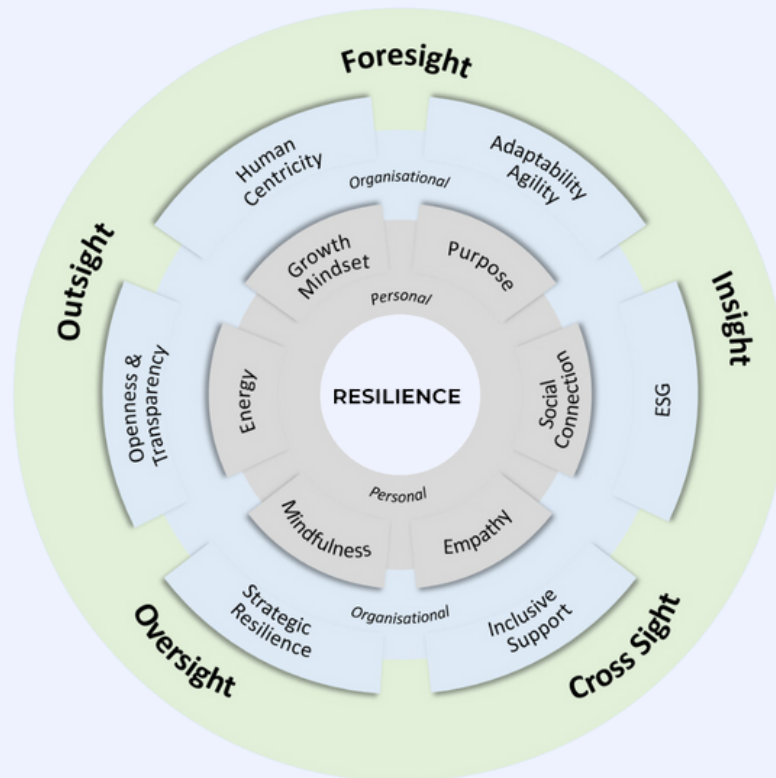 Foresight
Human
Centricity
Adaptability
Agility
Organisational
Outsight
Insight
Growth
Mindset
Purpose
Personal
Openness &
Transparency
Energy
RESILIENCE
Social
Connection
ESG
Personal
Mindfulness
Empathy
Organisational
Strategic
Resilience
Inclusive
Support
Oversight
Cross Sight